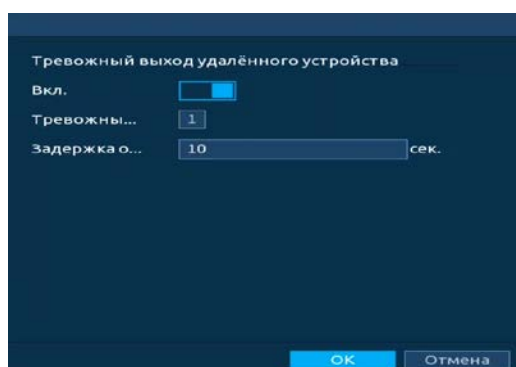 Тревожный выход удалённого устройства
Вкл.
Тревожны... 1
Задержка о... 10 сек.
OK Отмена